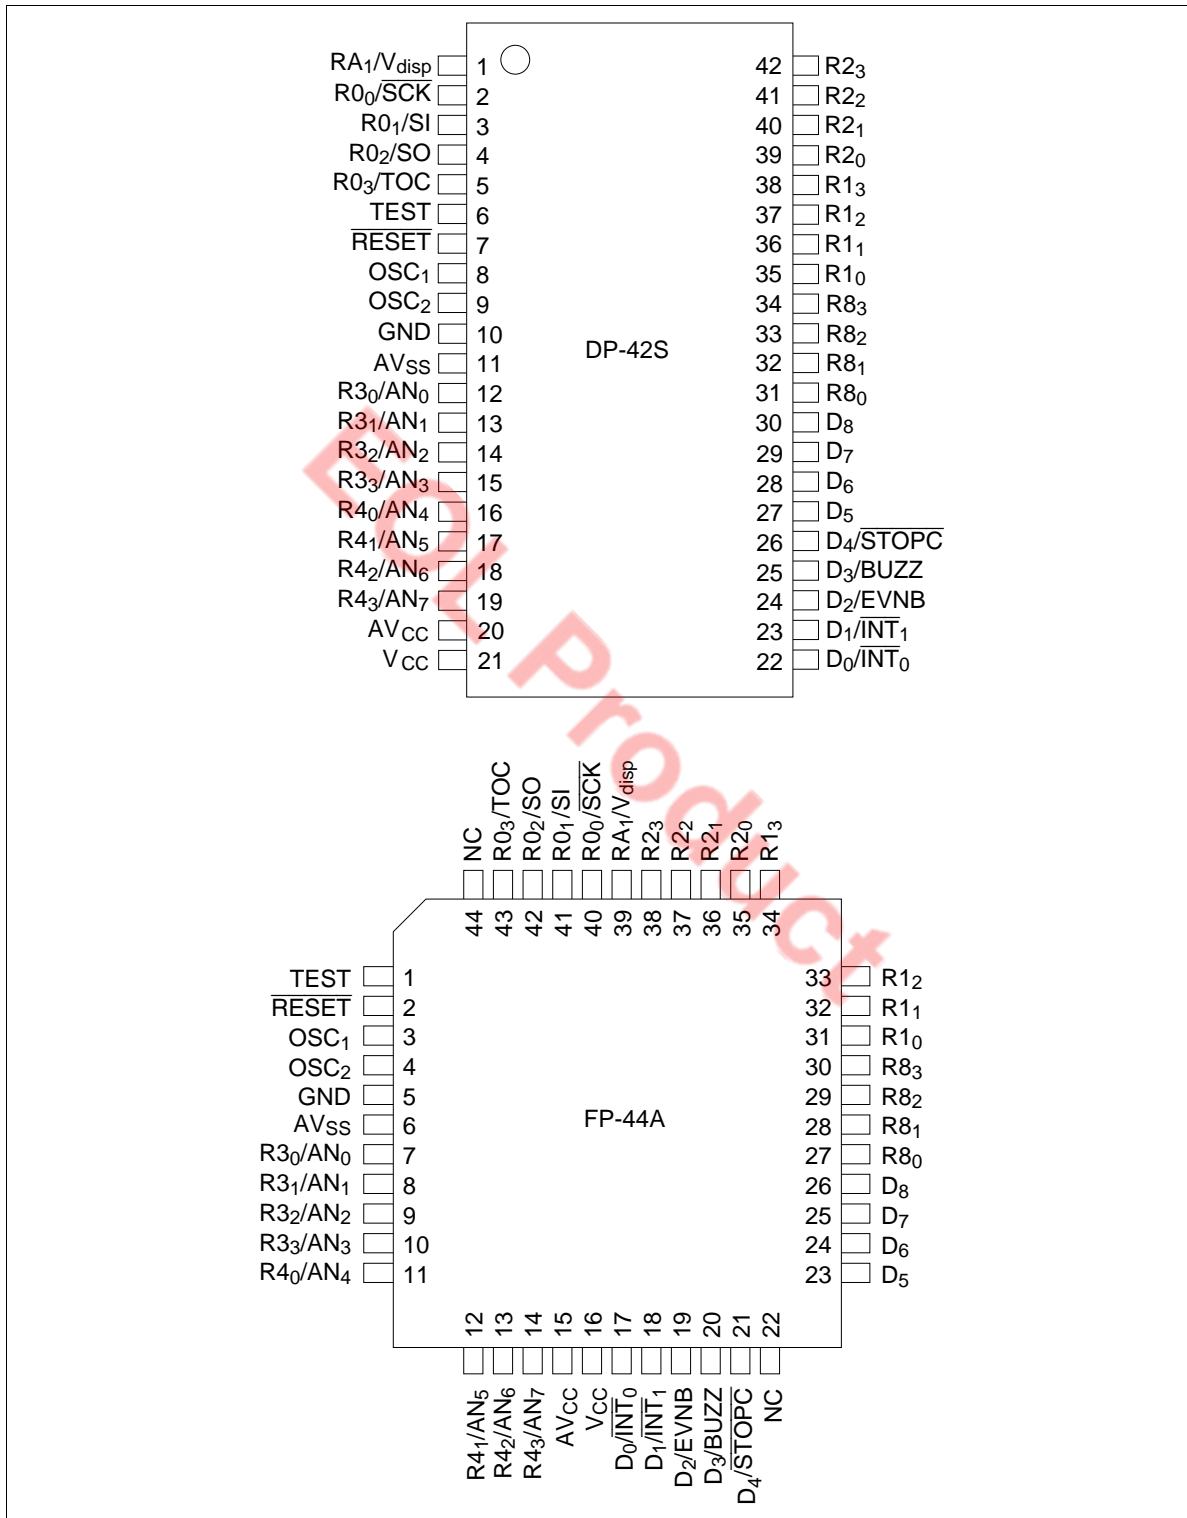 RA₁/Vdisp 1 42 R2₃
R0₀/S̅C̅K̅ 2 41 R2₂
R0₁/SI 3 40 R2₁
R0₂/SO 4 39 R2₀
R0₃/TOC 5 38 R1₃
TEST 6 37 R1₂
R̅E̅S̅E̅T̅ 7 36 R1₁
OSC₁ 8 35 R1₀
OSC₂ 9 34 R8₃
GND 10 33 R8₂
DP-42S
AVSS 11 32 R8₁
R3₀/AN₀ 12 31 R8₀
R3₁/AN₁ 13 30 D₈
R3₂/AN₂ 14 29 D₇
R3₃/AN₃ 15 28 D₆
R4₀/AN₄ 16 27 D₅
R4₁/AN₅ 17 26 D₄/S̅T̅O̅P̅C̅
R4₂/AN₆ 18 25 D₃/BUZZ
R4₃/AN₇ 19 24 D₂/EVNB
AVCC 20 23 D₁/I̅N̅T̅₁
VCC 21 22 D₀/I̅N̅T̅₀
EOL Product
NC R0₃/TOC R0₂/SO R0₁/SI R0₀/S̅C̅K̅ RA₁/Vdisp R2₃ R2₂ R2₁ R2₀ R1₃
44 43 42 41 40 39 38 37 36 35 34
TEST 1 33 R1₂
R̅E̅S̅E̅T̅ 2 32 R1₁
OSC₁ 3 31 R1₀
OSC₂ 4 30 R8₃
GND 5 29 R8₂
FP-44A
AVSS 6 28 R8₁
R3₀/AN₀ 7 27 R8₀
R3₁/AN₁ 8 26 D₈
R3₂/AN₂ 9 25 D₇
R3₃/AN₃ 10 24 D₆
R4₀/AN₄ 11 23 D₅
12 13 14 15 16 17 18 19 20 21 22
R4₁/AN₅ R4₂/AN₆ R4₃/AN₇ AVCC VCC D₀/I̅N̅T̅₀ D₁/I̅N̅T̅₁ D₂/EVNB D₃/BUZZ D₄/S̅T̅O̅P̅C̅ NC